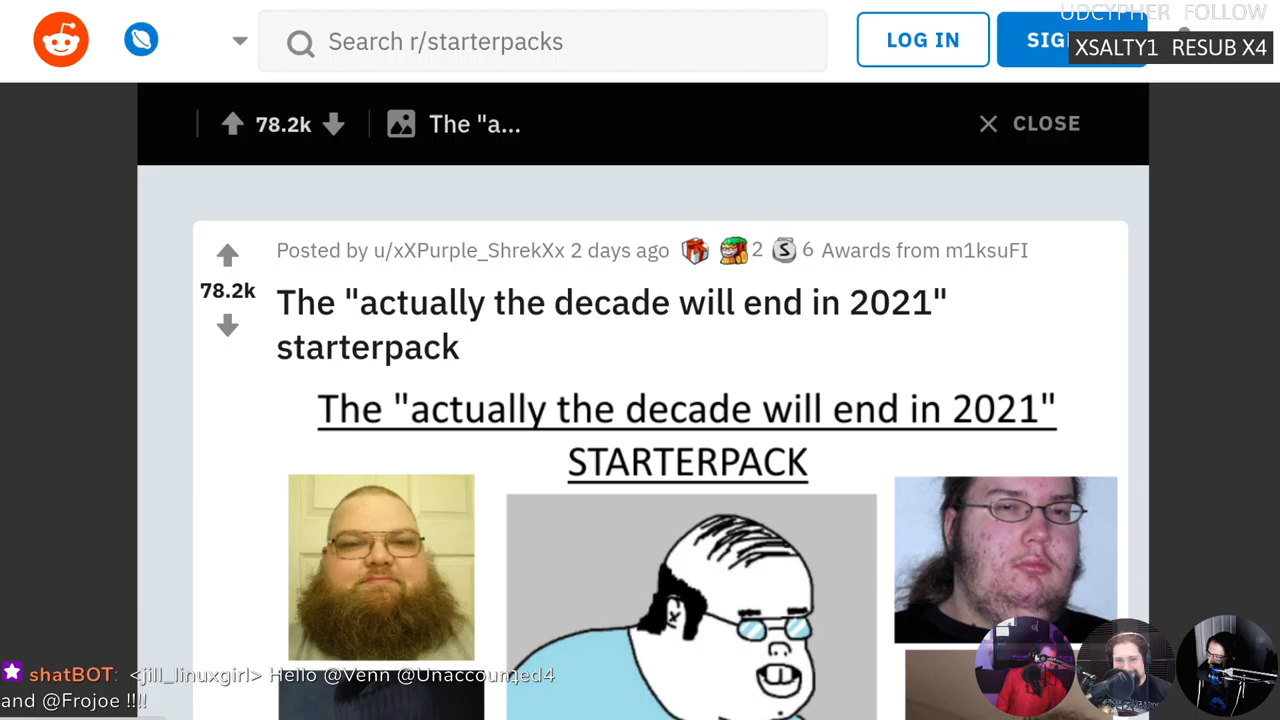 UDCYPHER FOLLOW
Search r/starterpacks
LOG IN
SIG
XSALTY1 RESUB X4
78.2k
The "a...
CLOSE
Posted by u/xXPurple_ShrekXx 2 days ago
2
6 Awards from m1ksuFI
78.2k
The "actually the decade will end in 2021"
starterpack
The "actually the decade will end in 2021"
STARTERPACK
shatBOT: <jill_linuxgirl> Hello @Venn @Unaccounted4
and @Frojoe !!!!